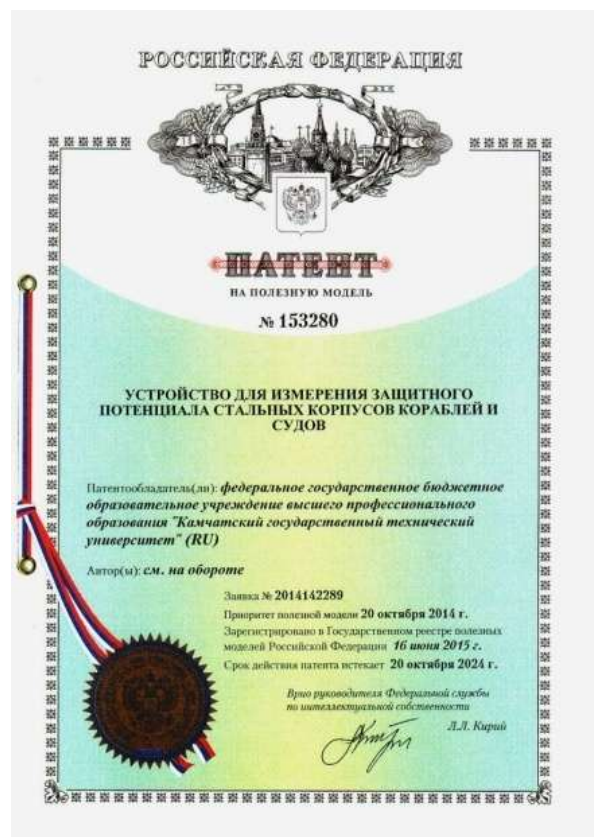 РОССИЙСКАЯ ФЕДЕРАЦИЯ
ПАТЕНТ
НА ПОЛЕЗНУЮ МОДЕЛЬ
№ 153280
УСТРОЙСТВО ДЛЯ ИЗМЕРЕНИЯ ЗАЩИТНОГО
ПОТЕНЦИАЛА СТАЛЬНЫХ КОРПУСОВ КОРАБЛЕЙ И
СУДОВ
Патентообладатель(ли): федеральное государственное бюджетное
образовательное учреждение высшего профессионального
образования "Камчатский государственный технический
университет" (RU)
Автор(ы): см. на обороте
Заявка № 2014142289
Приоритет полезной модели 20 октября 2014 г.
Зарегистрировано в Государственном реестре полезных
моделей Российской Федерации 16 июня 2015 г.
Срок действия патента истекает 20 октября 2024 г.
Врио руководителя Федеральной службы
по интеллектуальной собственности
Л.Л. Кирий